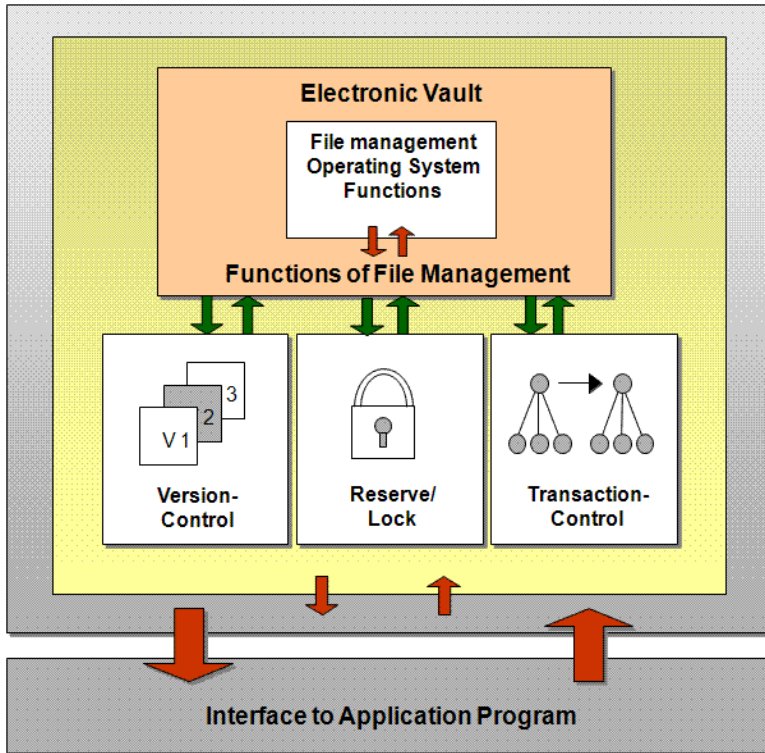 Electronic Vault
File management
Operating System
Functions
Functions of File Management
3
2
V 1
Version-
Control
Reserve/
Lock
Transaction-
Control
Interface to Application Program